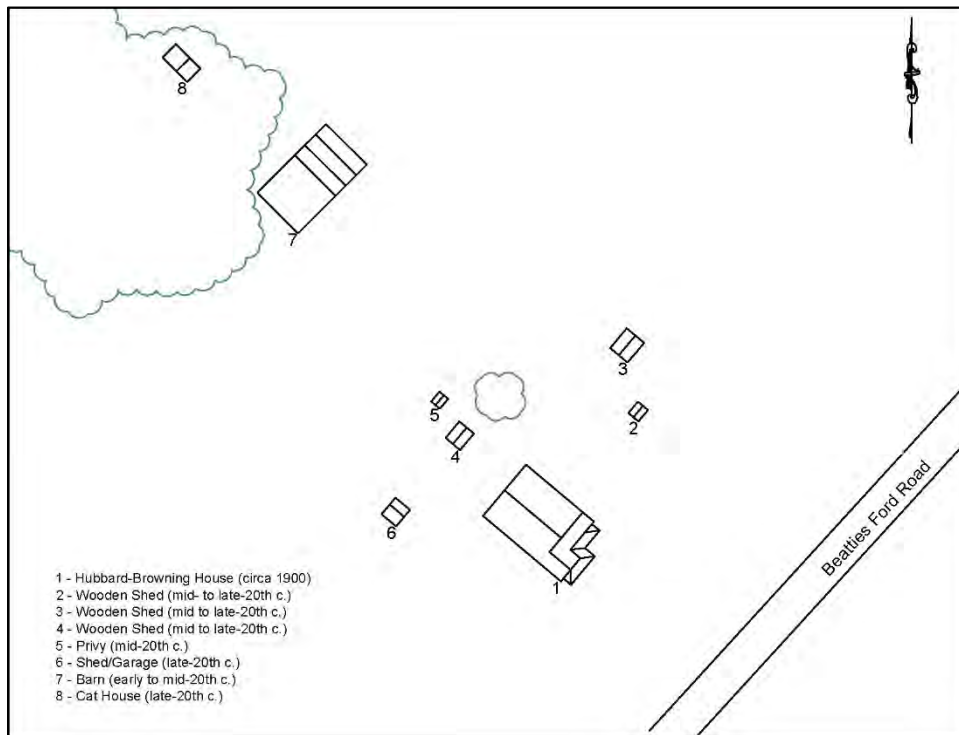 8
7
3
2
5
4
6
1
Beatties Ford Road
1 - Hubbard-Browning House (circa 1900)
2 - Wooden Shed (mid- to late-20th c.)
3 - Wooden Shed (mid to late-20th c.)
4 - Wooden Shed (mid to late-20th c.)
5 - Privy (mid-20th c.)
6 - Shed/Garage (late-20th c.)
7 - Barn (early to mid-20th c.)
8 - Cat House (late-20th c.)